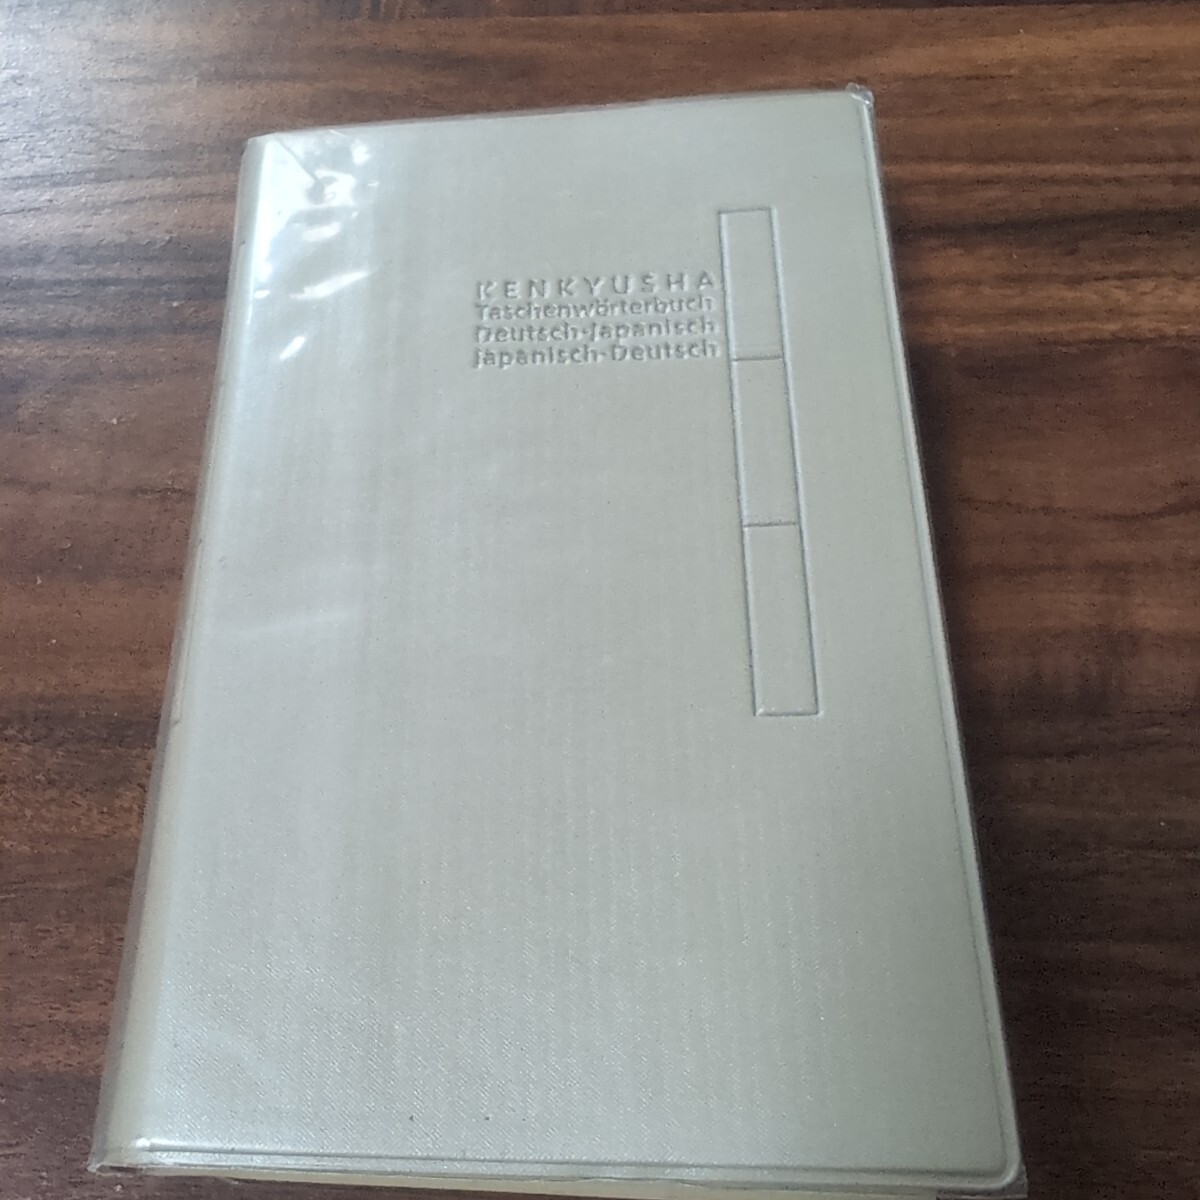 KENKYUSHA
Taschenwörterbuch
Deutsch-Japanisch
Japanisch-Deutsch